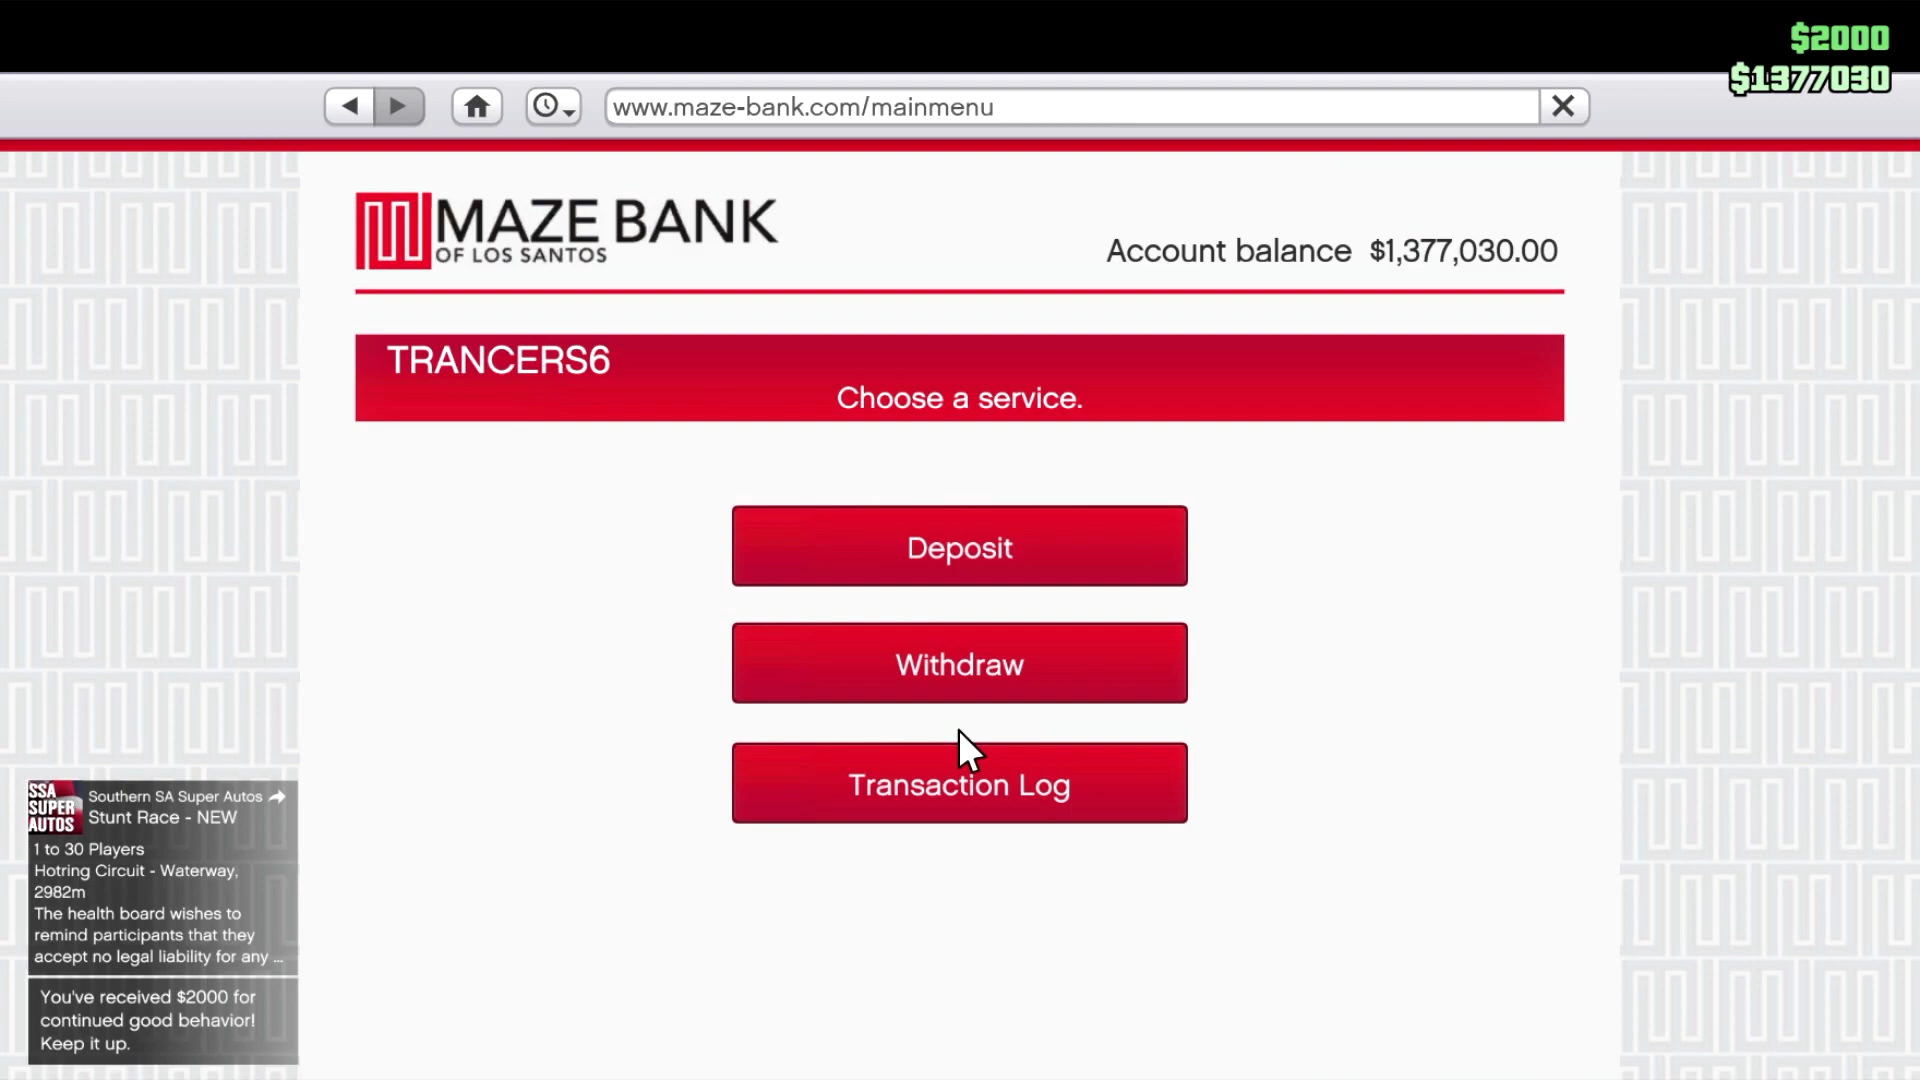 $2000
$1377030
www.maze-bank.com/mainmenu
MAZE BANK
OF LOS SANTOS
Account balance $1,377,030.00
TRANCERS6
Choose a service.
Deposit
Withdraw
Transaction Log
SSA
SUPER
AUTOS
Southern SA Super Autos
Stunt Race - NEW
1 to 30 Players
Hotring Circuit - Waterway,
2982m
The health board wishes to
remind participants that they
accept no legal liability for any ...
You've received $2000 for
continued good behavior!
Keep it up.